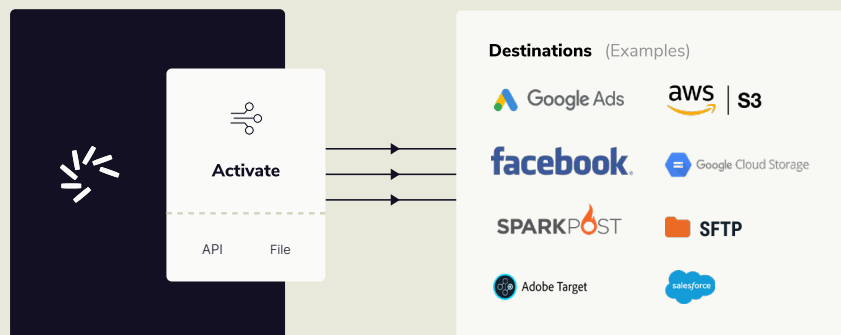 Activate
API File
Destinations (Examples)
Google Ads
aws | S3
facebook®
Google Cloud Storage
SPARKPOST
SFTP
Adobe Target
salesforce